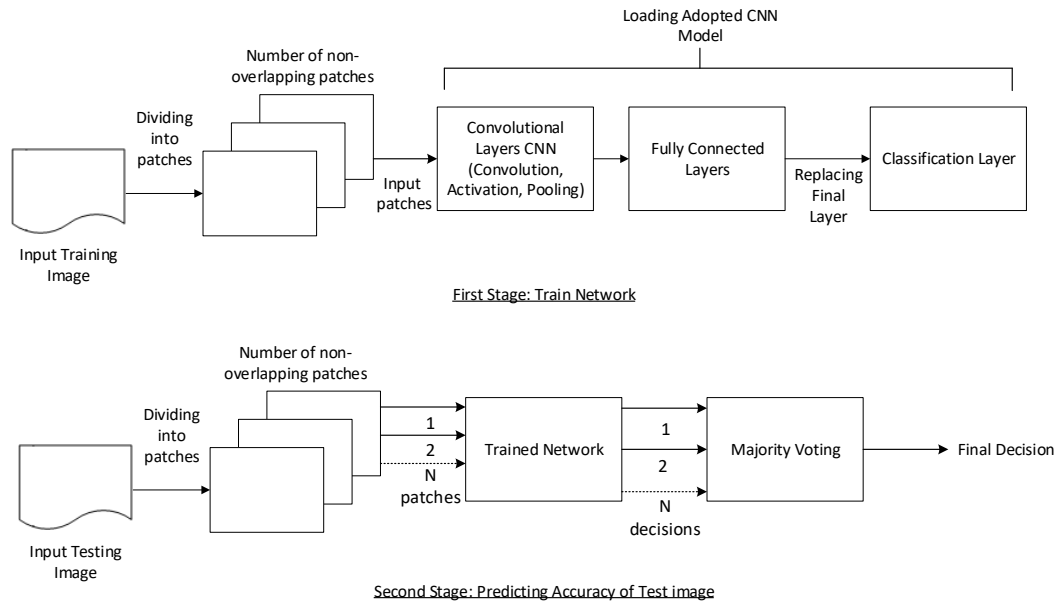 Loading Adopted CNN
Model
Number of non-
overlapping patches
Dividing
into
patches
Input
patches
Convolutional
Layers CNN
(Convolution,
Activation, Pooling)
Fully Connected
Layers
Replacing
Final
Layer
Classification Layer
Input Training
Image
First Stage: Train Network
Number of non-
overlapping patches
Dividing
into
patches
1
2
N
patches
Trained Network
1
2
N
decisions
Majority Voting
Final Decision
Input Testing
Image
Second Stage: Predicting Accuracy of Test image